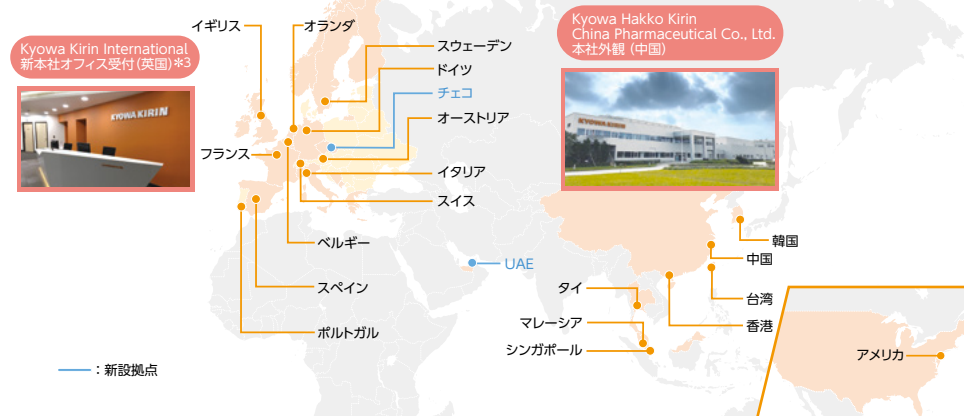 Kyowa Kirin International
新本社オフィス受付(英国)*3
KYOWA KIRIN
Kyowa Hakko Kirin
China Pharmaceutical Co., Ltd.
本社外観（中国）
KYOWA KIRIN
イギリス
オランダ
スウェーデン
ドイツ
チェコ
オーストリア
フランス
イタリア
スイス
ベルギー
スペイン
ポルトガル
UAE
韓国
中国
台湾
香港
タイ
マレーシア
シンガポール
アメリカ
：新設拠点